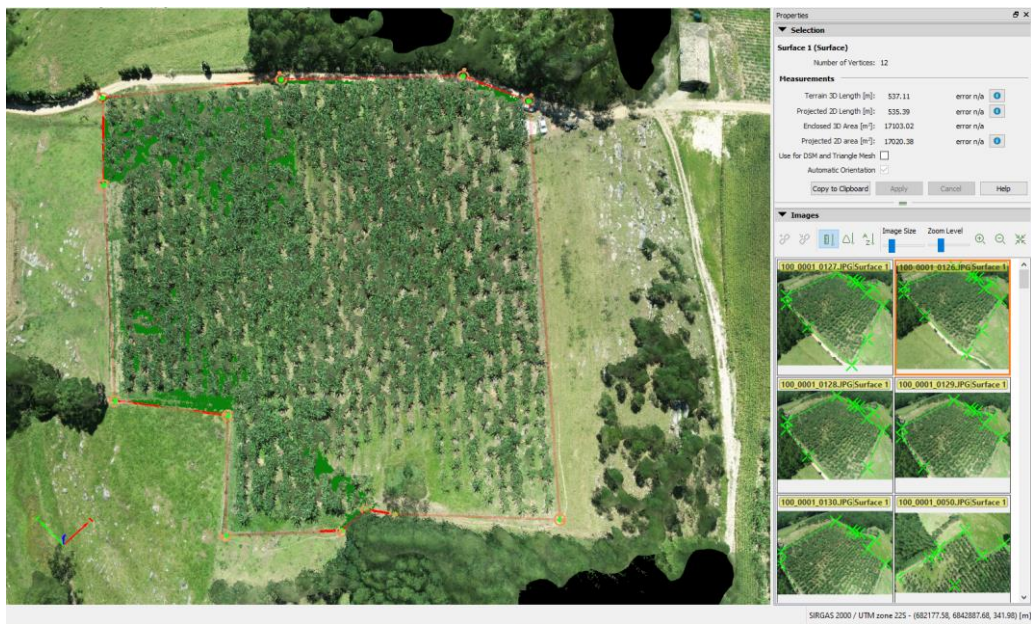 Properties
Selection
Surface 1 (Surface)
Number of Vertices: 12
Measurements
Terrain 3D Length [m]: 537.11 error n/a
Projected 2D Length [m]: 535.39 error n/a
Enclosed 3D Area [m²]: 17103.02 error n/a
Projected 2D area [m²]: 17020.38 error n/a
Use for DSM and Triangle Mesh
Automatic Orientation
Copy to Clipboard Apply Cancel Help
Images
Image Size Zoom Level
100_0001_0127.JPG Surface 1 100_0001_0126.JPG Surface 1
100_0001_0128.JPG Surface 1 100_0001_0129.JPG Surface 1
100_0001_0130.JPG Surface 1 100_0001_0050.JPG Surface 1
SIRGAS 2000 / UTM zone 22S - (682177.58, 6842887.68, 341.98) [m]